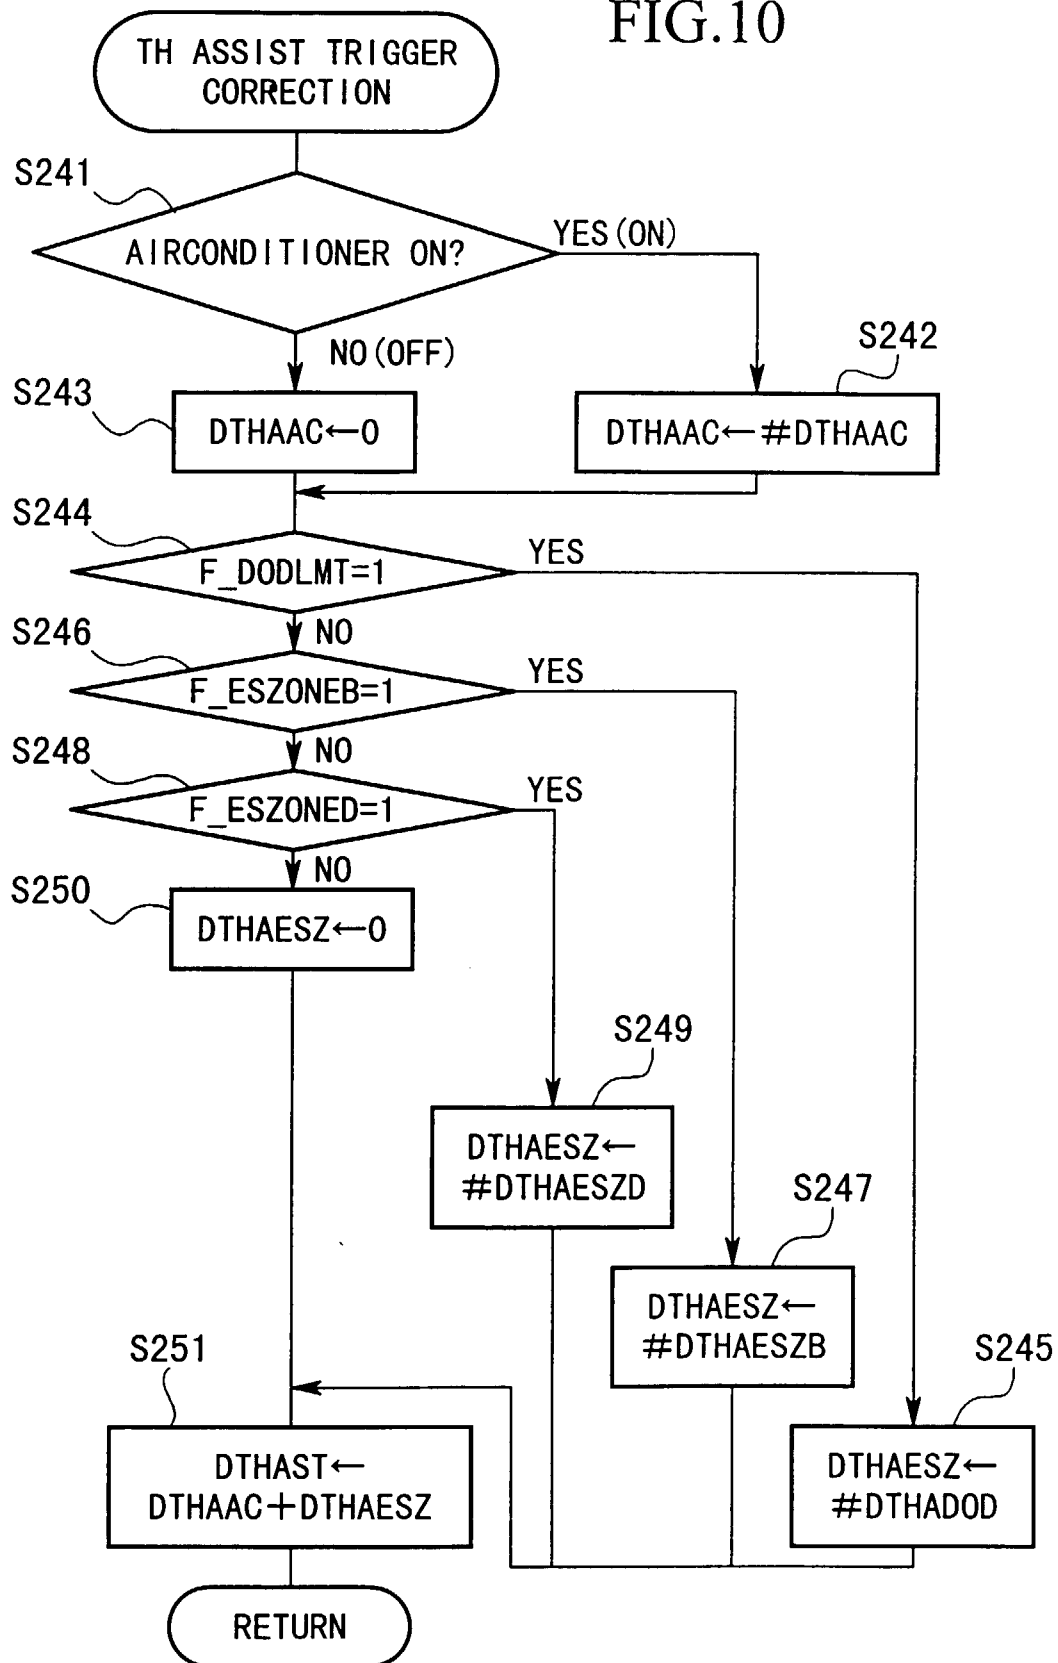 FIG.10
TH ASSIST TRIGGER
CORRECTION
S241
AIRCONDITIONER ON?
YES(ON)
NO(OFF)
S242
S243
DTHAAC←0
DTHAAC←#DTHAAC
S244
F_DODLMT=1
YES
NO
S246
F_ESZONEB=1
YES
NO
S248
F_ESZONED=1
YES
NO
S250
DTHAESZ←0
S249
DTHAESZ←
#DTHAESZD
S247
DTHAESZ←
#DTHAESZB
S245
DTHAESZ←
#DTHADOD
S251
DTHAST←
DTHAAC+DTHAESZ
RETURN